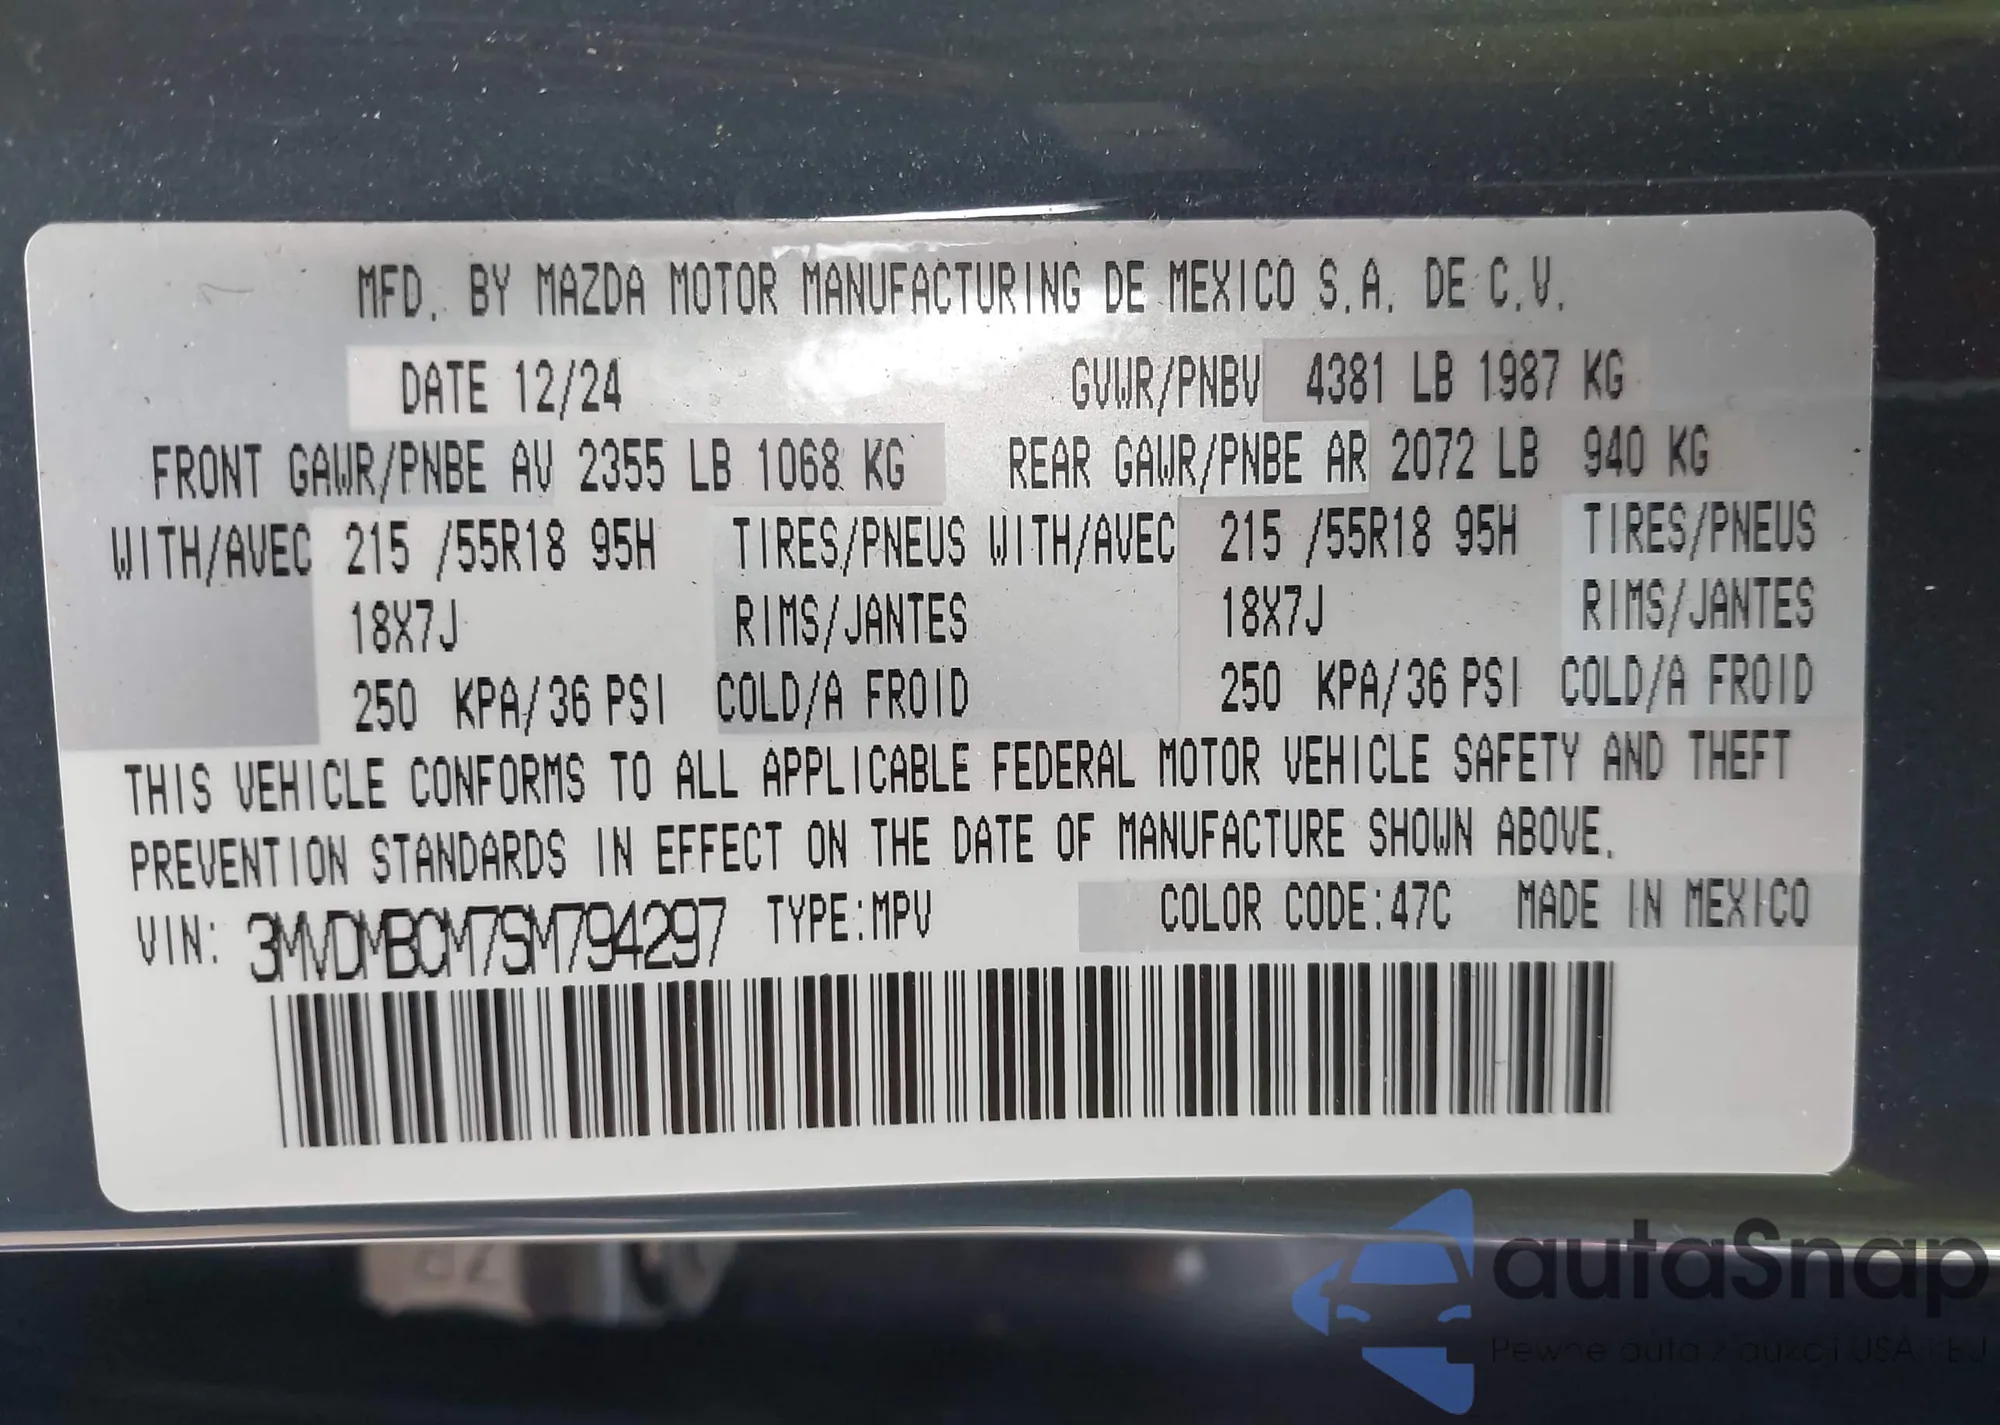 MFD. BY MAZDA MOTOR MANUFACTURING DE MEXICO S.A. DE C.V.
DATE 12/24 GVWR/PNBV 4381 LB 1987 KG
FRONT GAWR/PNBE AV 2355 LB 1068 KG REAR GAWR/PNBE AR 2072 LB 940 KG
WITH/AVEC 215 /55R18 95H TIRES/PNEUS WITH/AVEC 215 /55R18 95H TIRES/PNEUS
18X7J RIMS/JANTES 18X7J RIMS/JANTES
250 KPA/36 PSI COLD/A FROID 250 KPA/36 PSI COLD/A FROID
THIS VEHICLE CONFORMS TO ALL APPLICABLE FEDERAL MOTOR VEHICLE SAFETY AND THEFT
PREVENTION STANDARDS IN EFFECT ON THE DATE OF MANUFACTURE SHOWN ABOVE.
VIN: 3MVDMBCM7SM794297 TYPE:MPV COLOR CODE:47C MADE IN MEXICO
autaSnap
Pewne auta z aukcji USA i EU